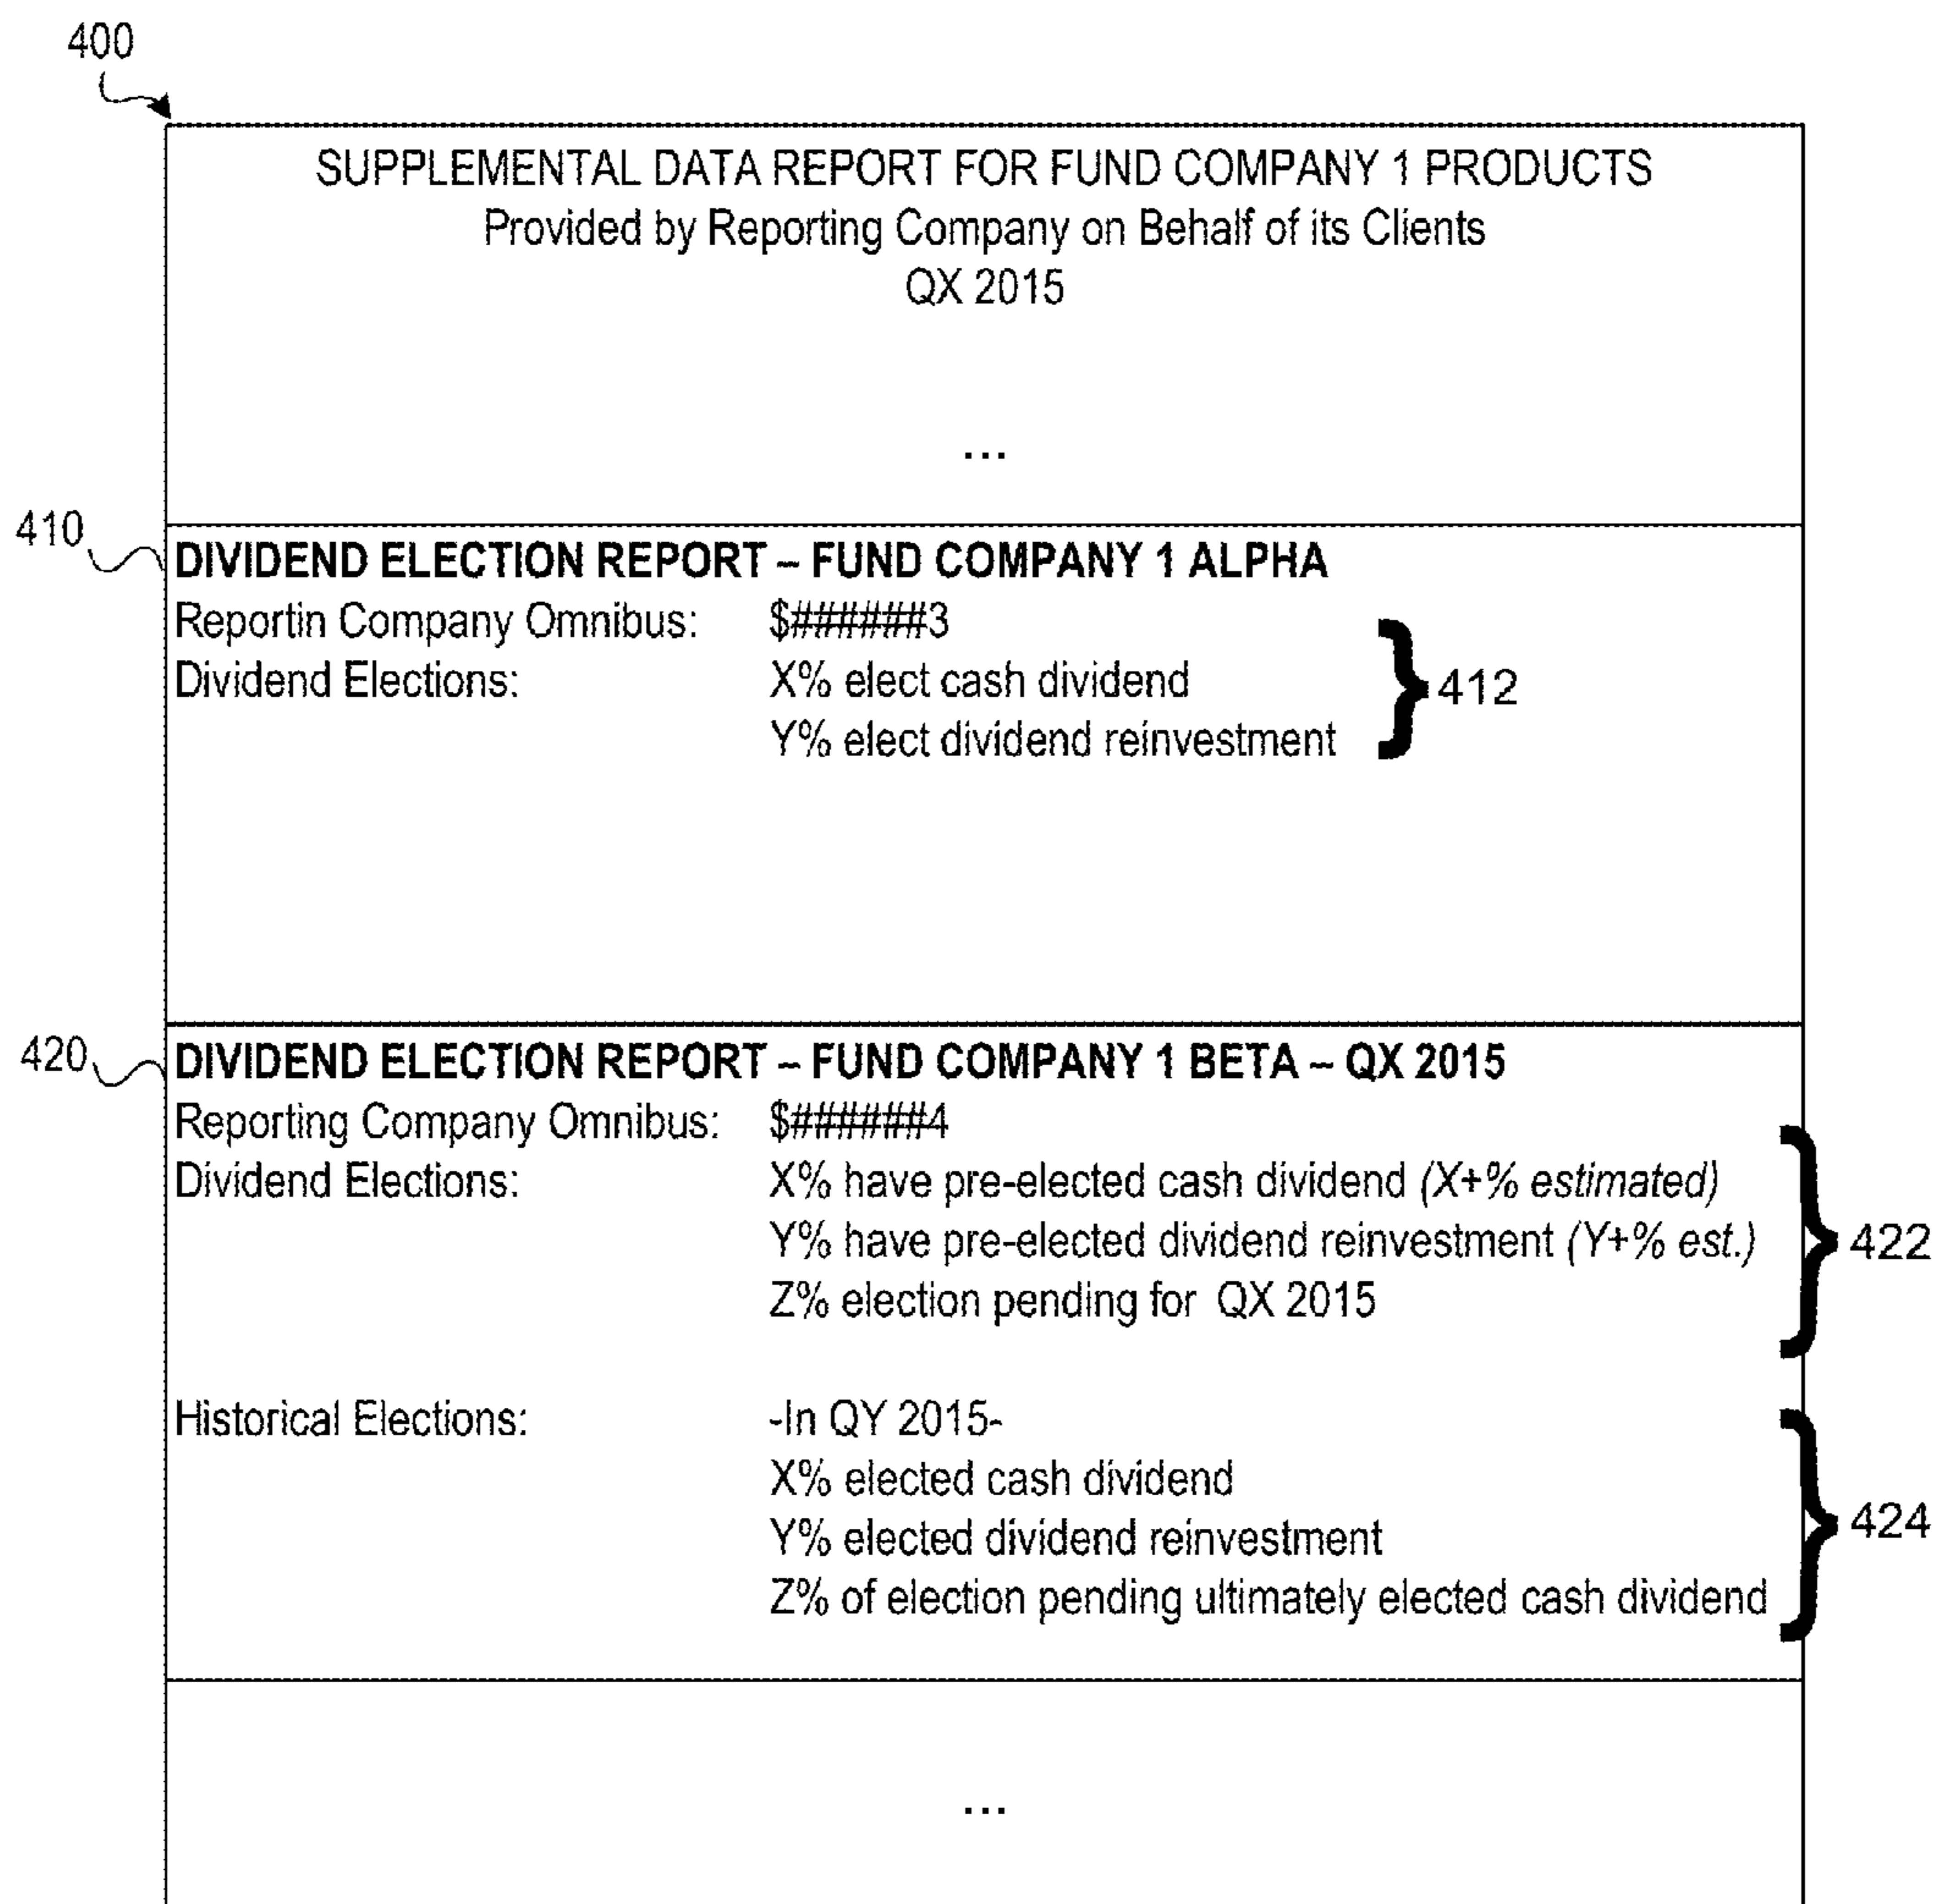 400
SUPPLEMENTAL DATA REPORT FOR FUND COMPANY 1 PRODUCTS
Provided by Reporting Company on Behalf of its Clients
QX 2015
...
410
DIVIDEND ELECTION REPORT – FUND COMPANY 1 ALPHA
Reportin Company Omnibus: $######3
Dividend Elections: X% elect cash dividend
412
Y% elect dividend reinvestment
420
DIVIDEND ELECTION REPORT – FUND COMPANY 1 BETA – QX 2015
Reporting Company Omnibus: $######4
Dividend Elections: X% have pre-elected cash dividend (X+% estimated)
Y% have pre-elected dividend reinvestment (Y+% est.)
422
Z% election pending for QX 2015
Historical Elections: -In QY 2015-
X% elected cash dividend
424
Y% elected dividend reinvestment
Z% of election pending ultimately elected cash dividend
...